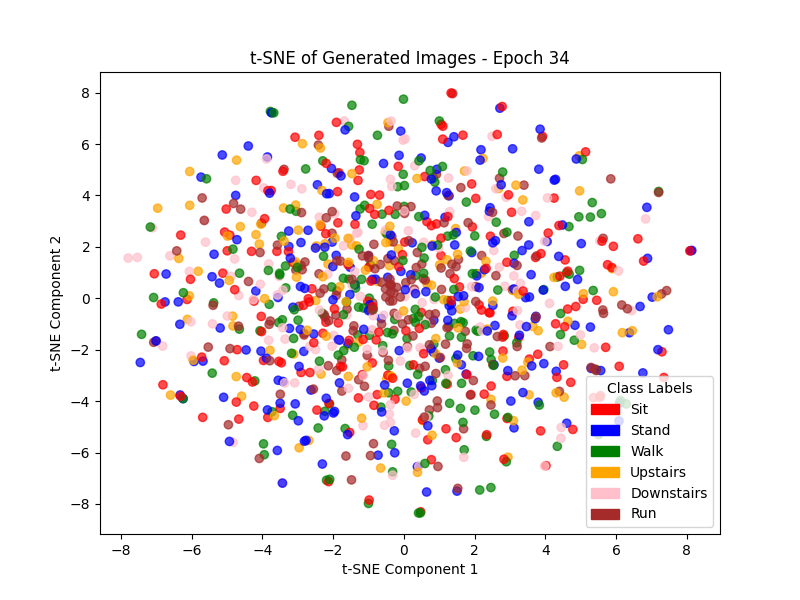 t-SNE of Generated Images - Epoch 34
t-SNE Component 2
8
6
4
2
0
−2
−4
−6
−8
Class Labels
Sit
Stand
Walk
Upstairs
Downstairs
Run
−8 −6 −4 −2 0 2 4 6 8
t-SNE Component 1